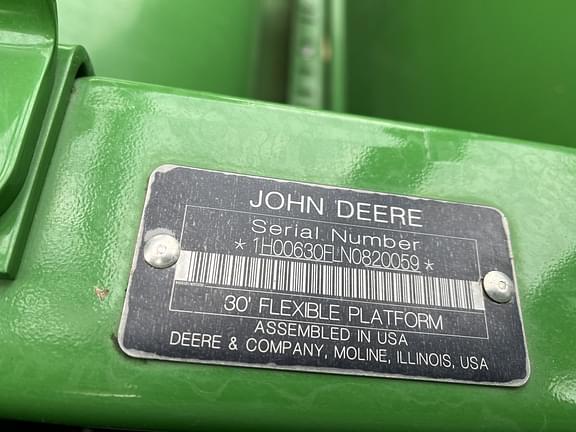 JOHN DEERE
Serial Number
*1H00630FLN0820059*
30' FLEXIBLE PLATFORM
ASSEMBLED IN USA
DEERE & COMPANY, MOLINE, ILLINOIS, USA